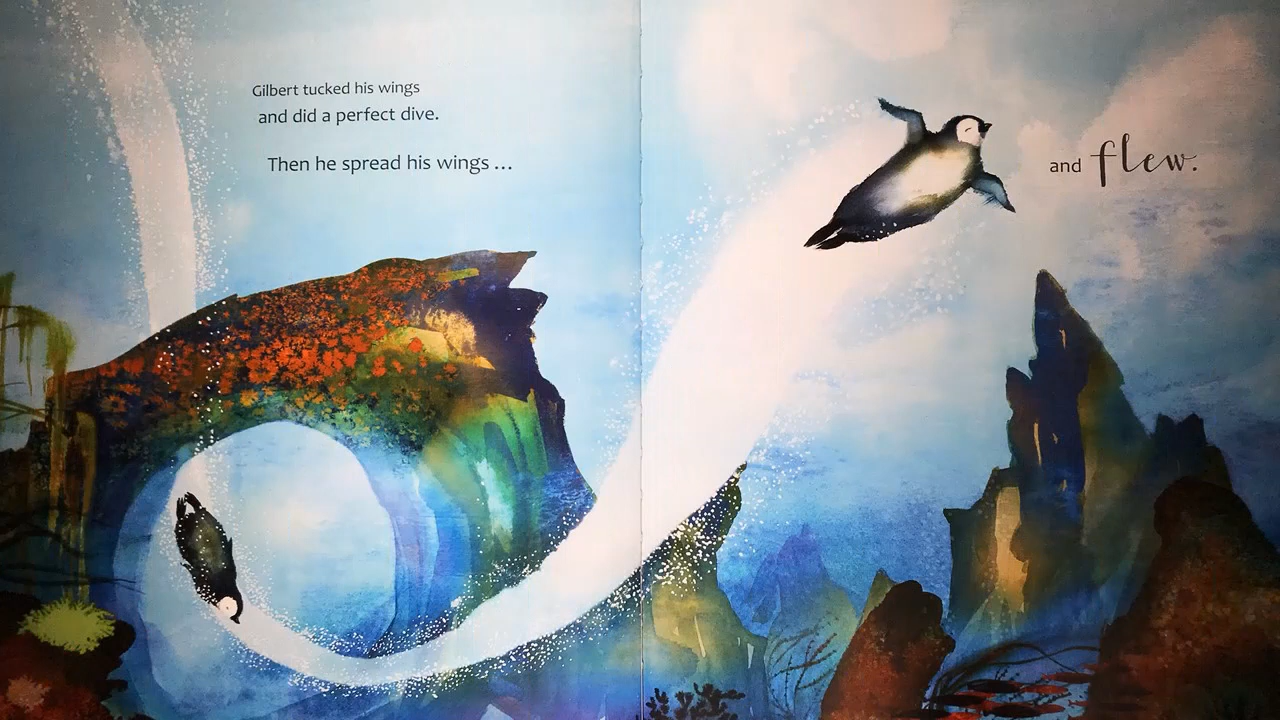 Gilbert tucked his wings
and did a perfect dive.
Then he spread his wings ...
and flew.